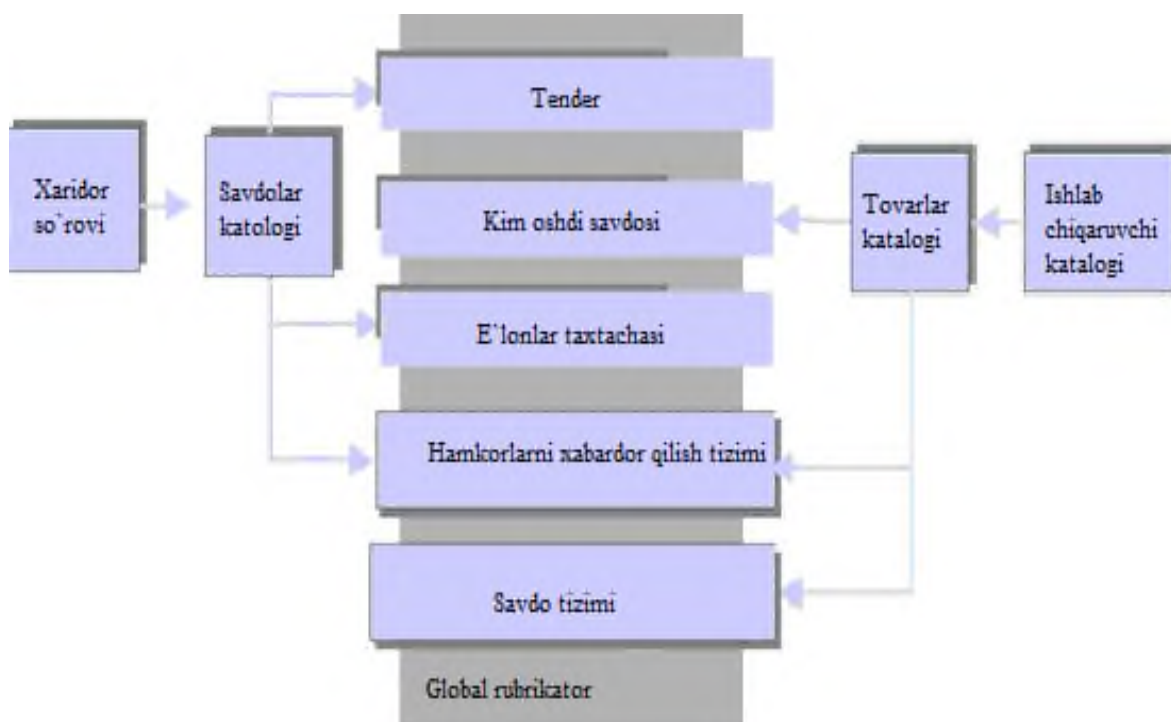 Tender
Xaridor
so`rovi
Savdolar
katologi
Kim oshdi savdosi
Tovarlar
katalogi
Ishlab
chiqaruvchi
katalogi
E`lonlar taxtachasi
Hamkorlarni xabardor qilish tizimi
Savdo tizimi
Global rubrikator